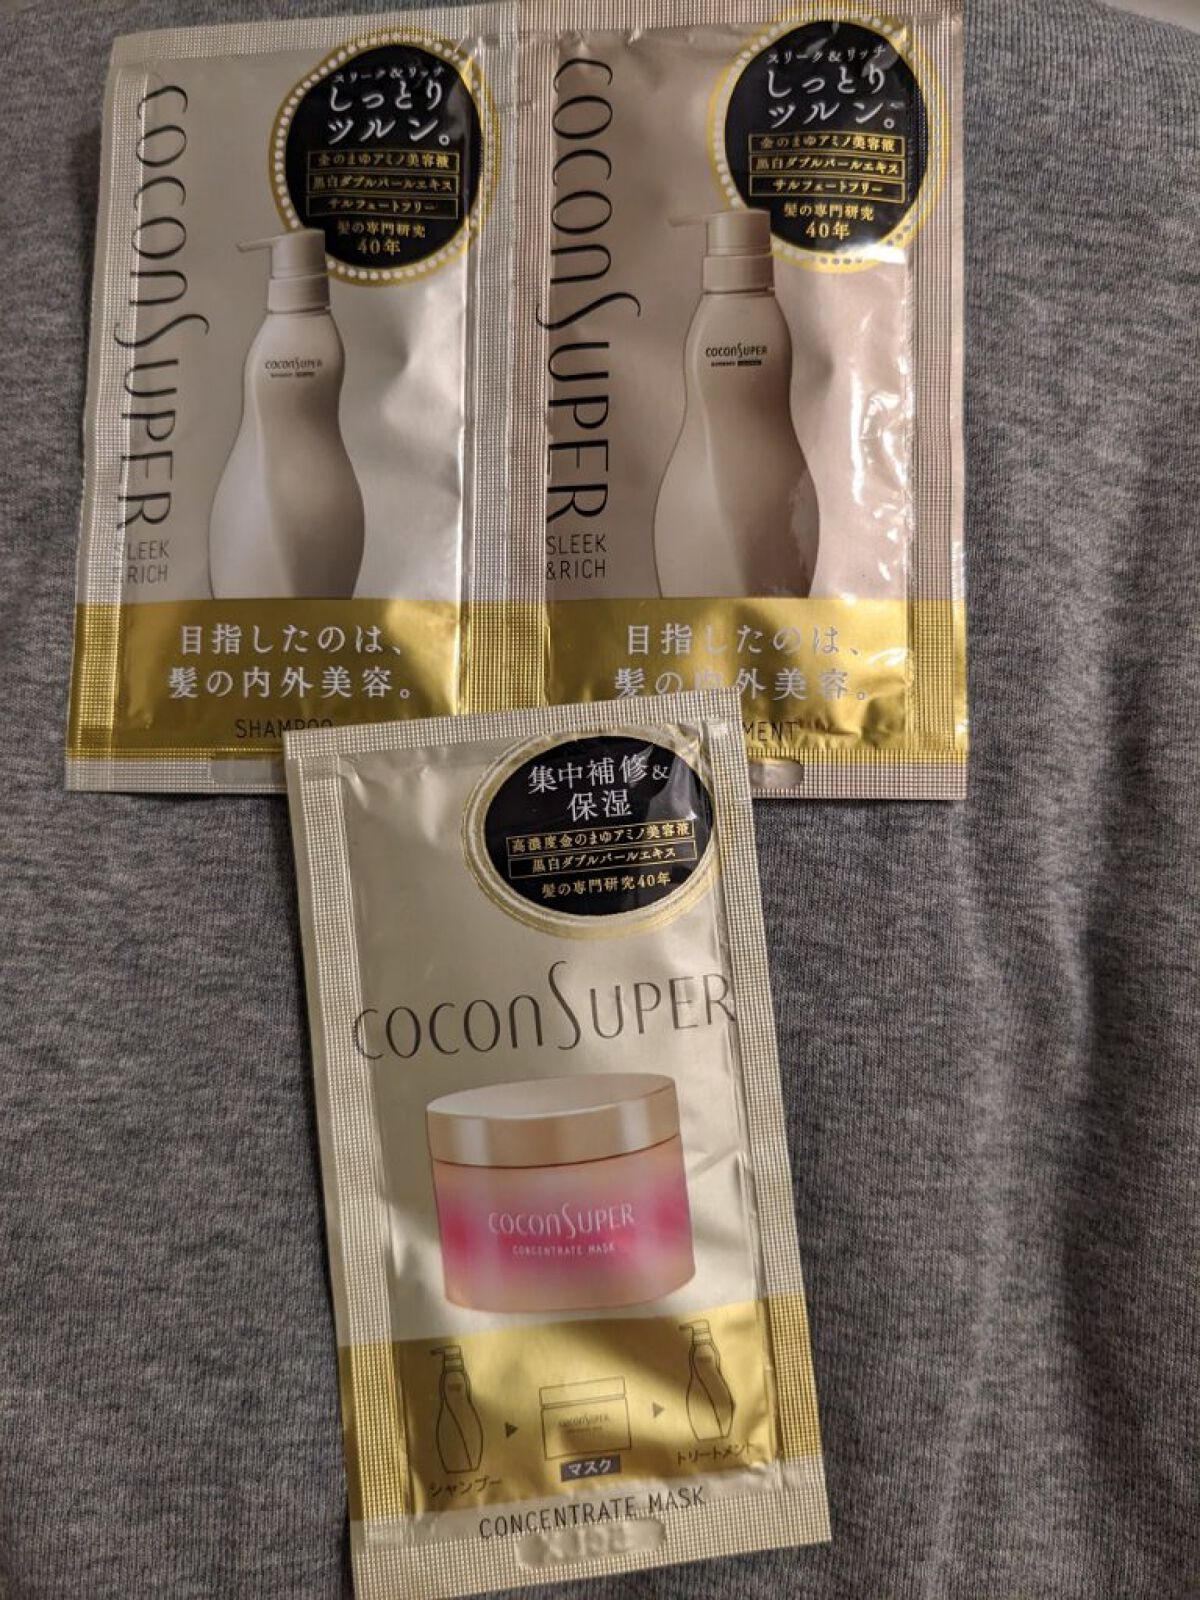 COCONSUPER
SLEEK
&RICH
スリーク&リッチ
しっとり
ツルン。
金のまゆアミノ美容液
黒白ダブルパールエキス
サルフェートフリー
髪の専門研究
40年
COCONSUPER
目指したのは、
髪の内外美容。
SHAMPOO
COCONSUPER
SLEEK
&RICH
スリーク&リッチ
しっとり
ツルン。
金のまゆアミノ美容液
黒白ダブルパールエキス
サルフェートフリー
髪の専門研究
40年
COCONSUPER
目指したのは、
髪の内外美容。
MENT
集中補修&
保湿
高濃度金のまゆアミノ美容液
黒白ダブルパールエキス
髪の専門研究40年
COCONSUPER
COCONSUPER
CONCENTRATE MASK
COCONSUPER
シャンプー
マスク
トリートメント
CONCENTRATE MASK